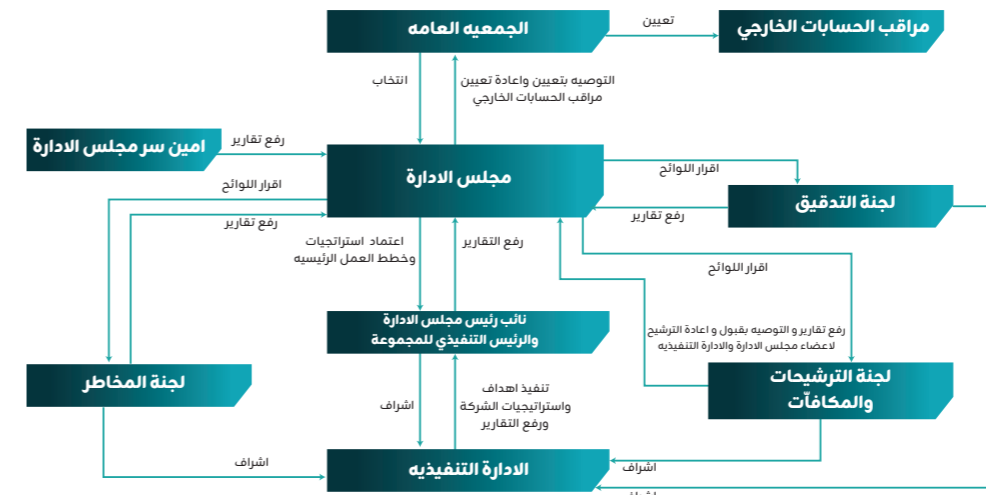 الجمعيه العامه
تعيين
مراقب الحسابات الخارجي
انتخاب
التوصيه بتعيين واعادة تعيين
مراقب الحسابات الخارجي
امين سر مجلس الادارة
رفع تقارير
مجلس الادارة
اقرار اللوائح
لجنة التدقيق
رفع تقارير
اقرار اللوائح
رفع تقارير
اعتماد استراتجيات
وخطط العمل الرئيسيه
رفع التقارير
اقرار اللوائح
نائب رئيس مجلس الادارة
والرئيس التنفيذي للمجموعة
رفع تقارير و التوصيه بقبول و اعادة الترشيح
لاعضاء مجلس الادارة والادارة التنفيذيه
لجنة المخاطر
لجنة الترشيحات
والمكافآت
اشراف
تنفيذ اهداف
واستراتيجيات الشركة
ورفع التقارير
اشراف
الادارة التنفيذيه
اشراف